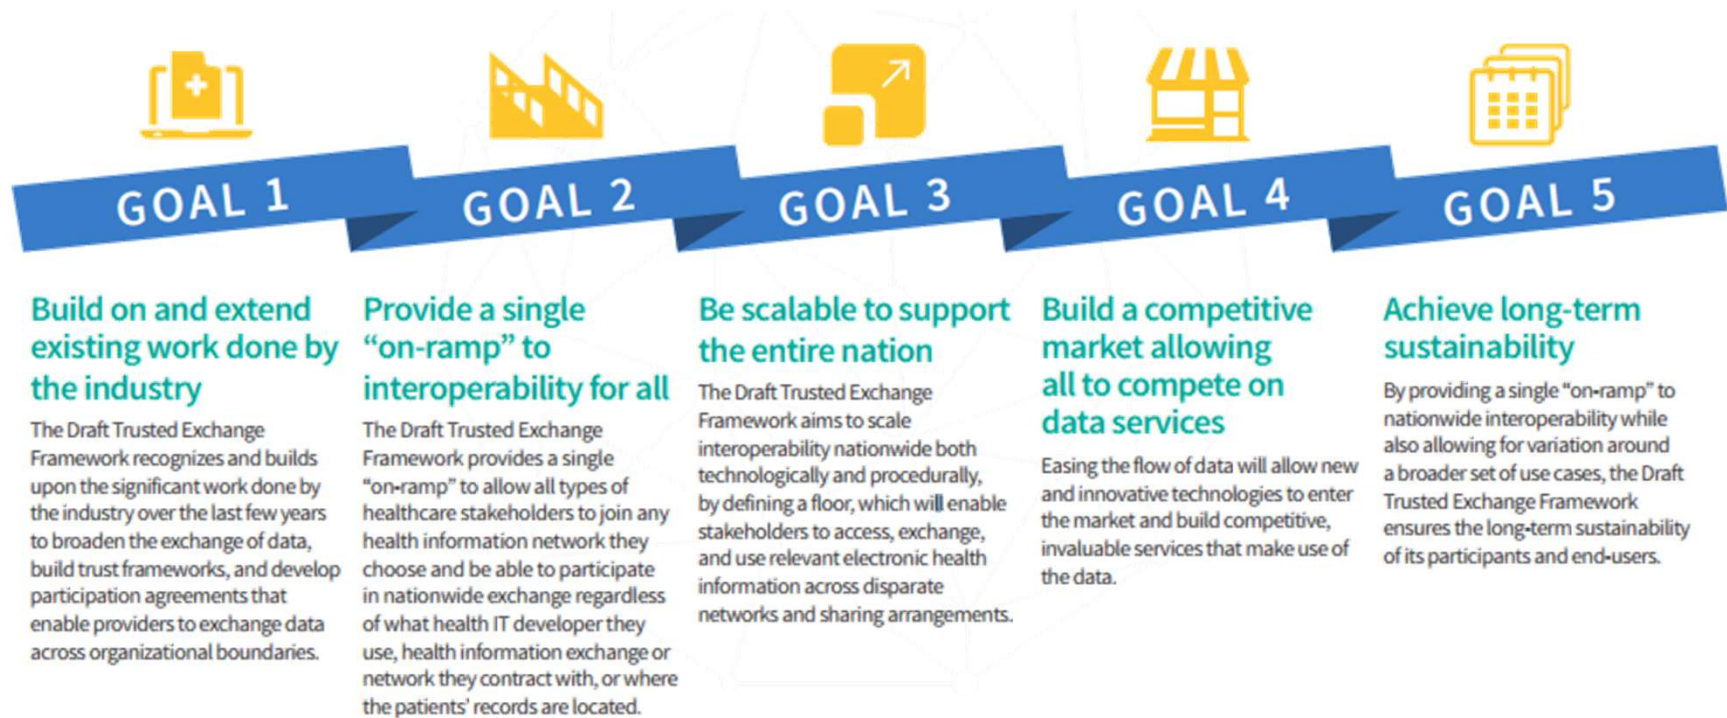 GOAL 1
GOAL 2
GOAL 3
GOAL 4
GOAL 5
Build on and extend
existing work done by
the industry
The Draft Trusted Exchange
Framework recognizes and builds
upon the significant work done by
the industry over the last few years
to broaden the exchange of data,
build trust frameworks, and develop
participation agreements that
enable providers to exchange data
across organizational boundaries.
Provide a single
“on-ramp” to
interoperability for all
The Draft Trusted Exchange
Framework provides a single
“on-ramp” to allow all types of
healthcare stakeholders to join any
health information network they
choose and be able to participate
in nationwide exchange regardless
of what health IT developer they
use, health information exchange or
network they contract with, or where
the patients’ records are located.
Be scalable to support
the entire nation
The Draft Trusted Exchange
Framework aims to scale
interoperability nationwide both
technologically and procedurally,
by defining a floor, which will enable
stakeholders to access, exchange,
and use relevant electronic health
information across disparate
networks and sharing arrangements.
Build a competitive
market allowing
all to compete on
data services
Easing the flow of data will allow new
and innovative technologies to enter
the market and build competitive,
invaluable services that make use of
the data.
Achieve long-term
sustainability
By providing a single “on-ramp” to
nationwide interoperability while
also allowing for variation around
a broader set of use cases, the Draft
Trusted Exchange Framework
ensures the long-term sustainability
of its participants and end-users.